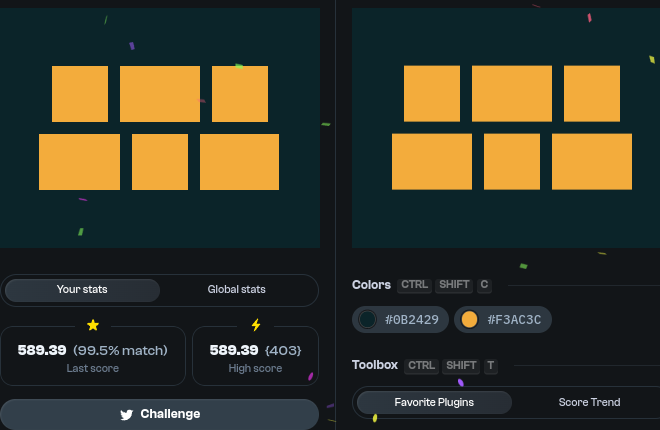 Your stats
Global stats
589.39 (99.5% match)
Last score
589.39 {403}
High score
Challenge
Colors CTRL SHIFT C
#0B2429
#F3AC3C
Toolbox CTRL SHIFT T
Favorite Plugins
Score Trend